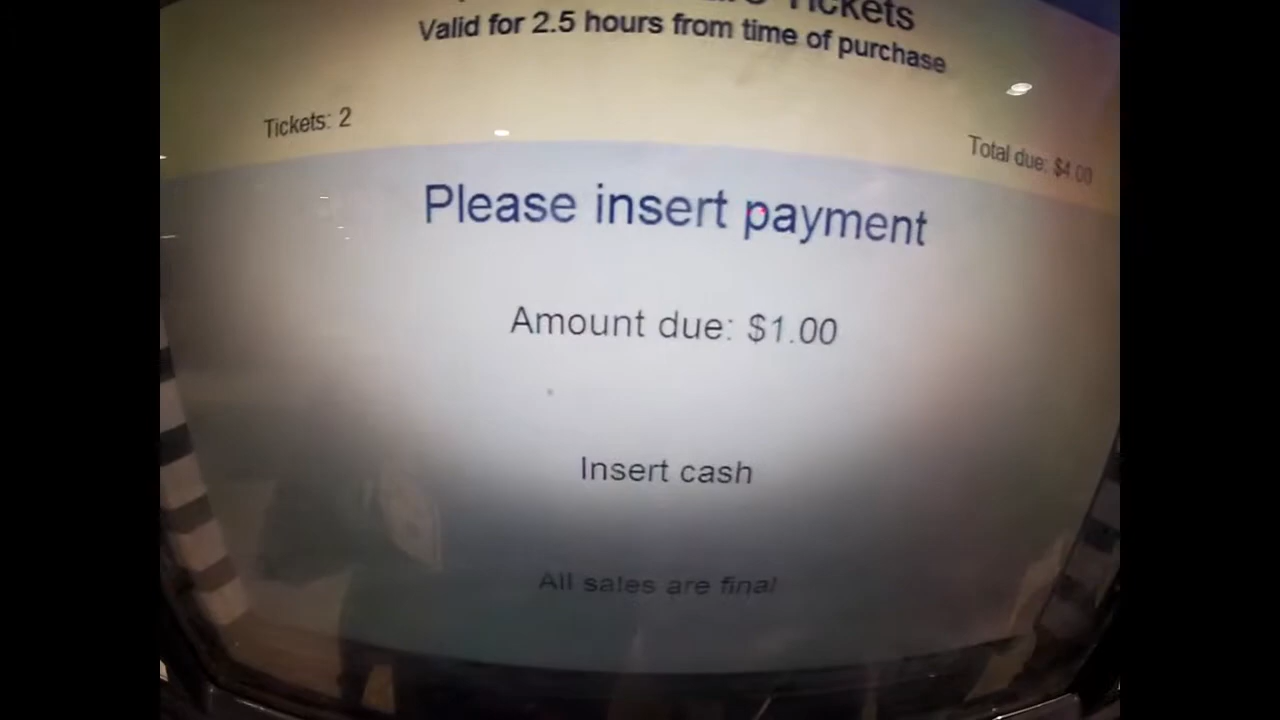 Tickets
Valid for 2.5 hours from time of purchase
Tickets: 2
Total due: $4.00
Please insert payment
Amount due: $1.00
Insert cash
All sales are final